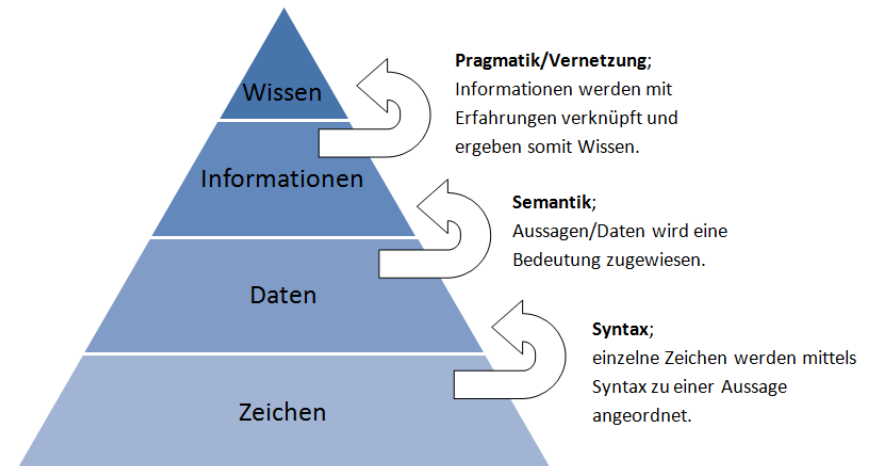 Wissen
Pragmatik/Vernetzung;
Informationen werden mit
Erfahrungen verknüpft und
ergeben somit Wissen.
Informationen
Semantik;
Aussagen/Daten wird eine
Bedeutung zugewiesen.
Daten
Syntax;
einzelne Zeichen werden mittels
Syntax zu einer Aussage
angeordnet.
Zeichen